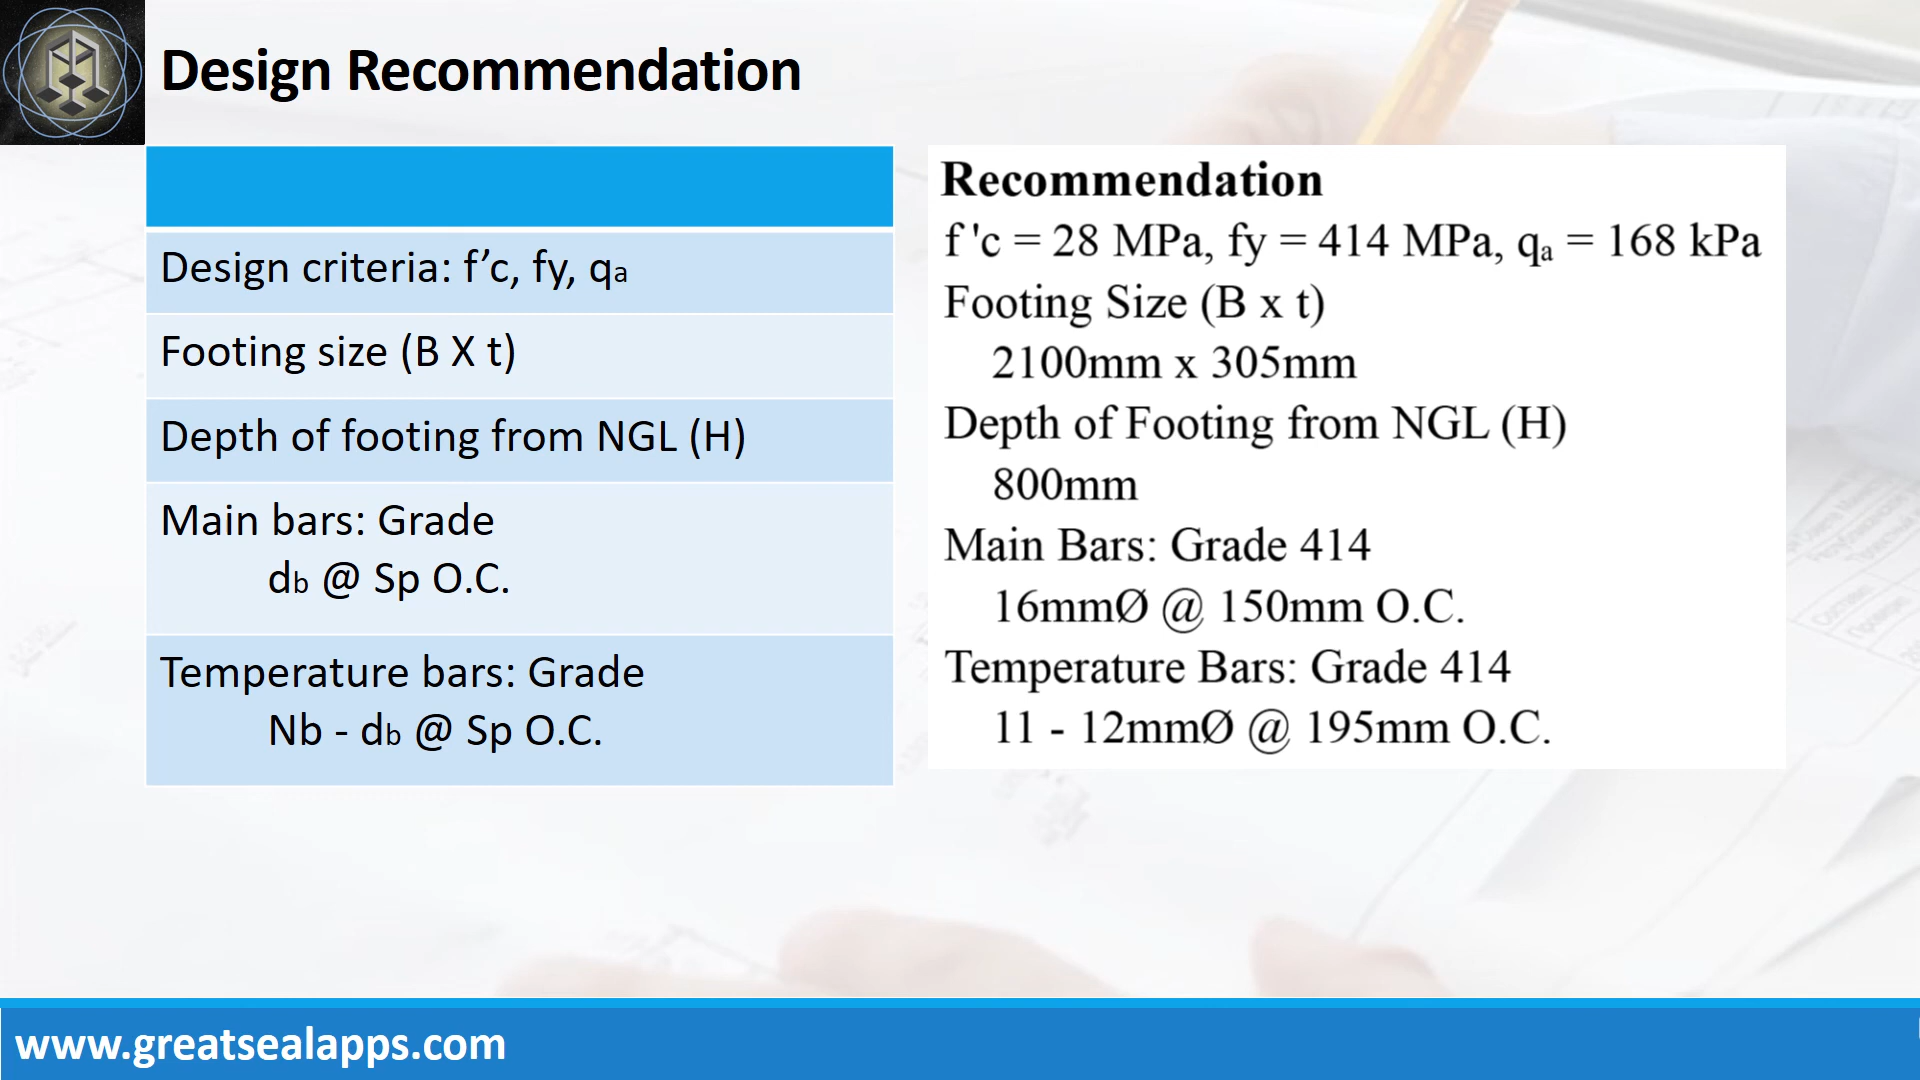 Design Recommendation
Design criteria: f’c, fy, qa
Footing size (B X t)
Depth of footing from NGL (H)
Main bars: Grade
db @ Sp O.C.
Temperature bars: Grade
Nb - db @ Sp O.C.
Recommendation
f 'c = 28 MPa, fy = 414 MPa, qa = 168 kPa
Footing Size (B x t)
2100mm x 305mm
Depth of Footing from NGL (H)
800mm
Main Bars: Grade 414
16mmØ @ 150mm O.C.
Temperature Bars: Grade 414
11 - 12mmØ @ 195mm O.C.
www.greatsealapps.com